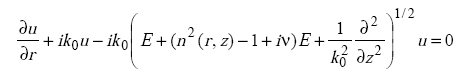 ∂u/∂r + ik₀u − ik₀( E + (n²(r, z) − 1 + iν)E + 1/k₀² ∂²/∂z² )^{1/2} u = 0